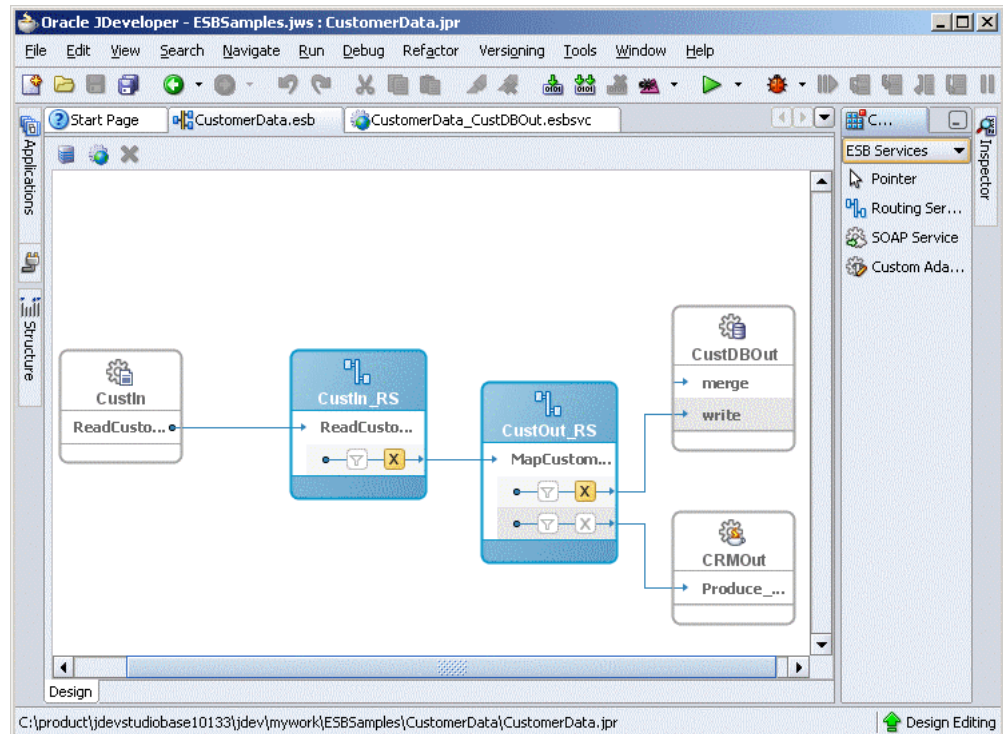 Oracle JDeveloper - ESBSamples.jws : CustomerData.jpr
File Edit View Search Navigate Run Debug Refactor Versioning Tools Window Help
Start Page
CustomerData.esb
CustomerData_CustDBOut.esbsvc
C...
Applications
Structure
Inspector
ESB Services
Pointer
Routing Ser...
SOAP Service
Custom Ada...
CustIn
ReadCusto...
CustIn_RS
ReadCusto...
X
CustOut_RS
MapCustom...
X
X
CustDBOut
merge
write
CRMOut
Produce_...
Design
C:\product\jdevstudiobase10133\jdev\mywork\ESBSamples\CustomerData\CustomerData.jpr
Design Editing